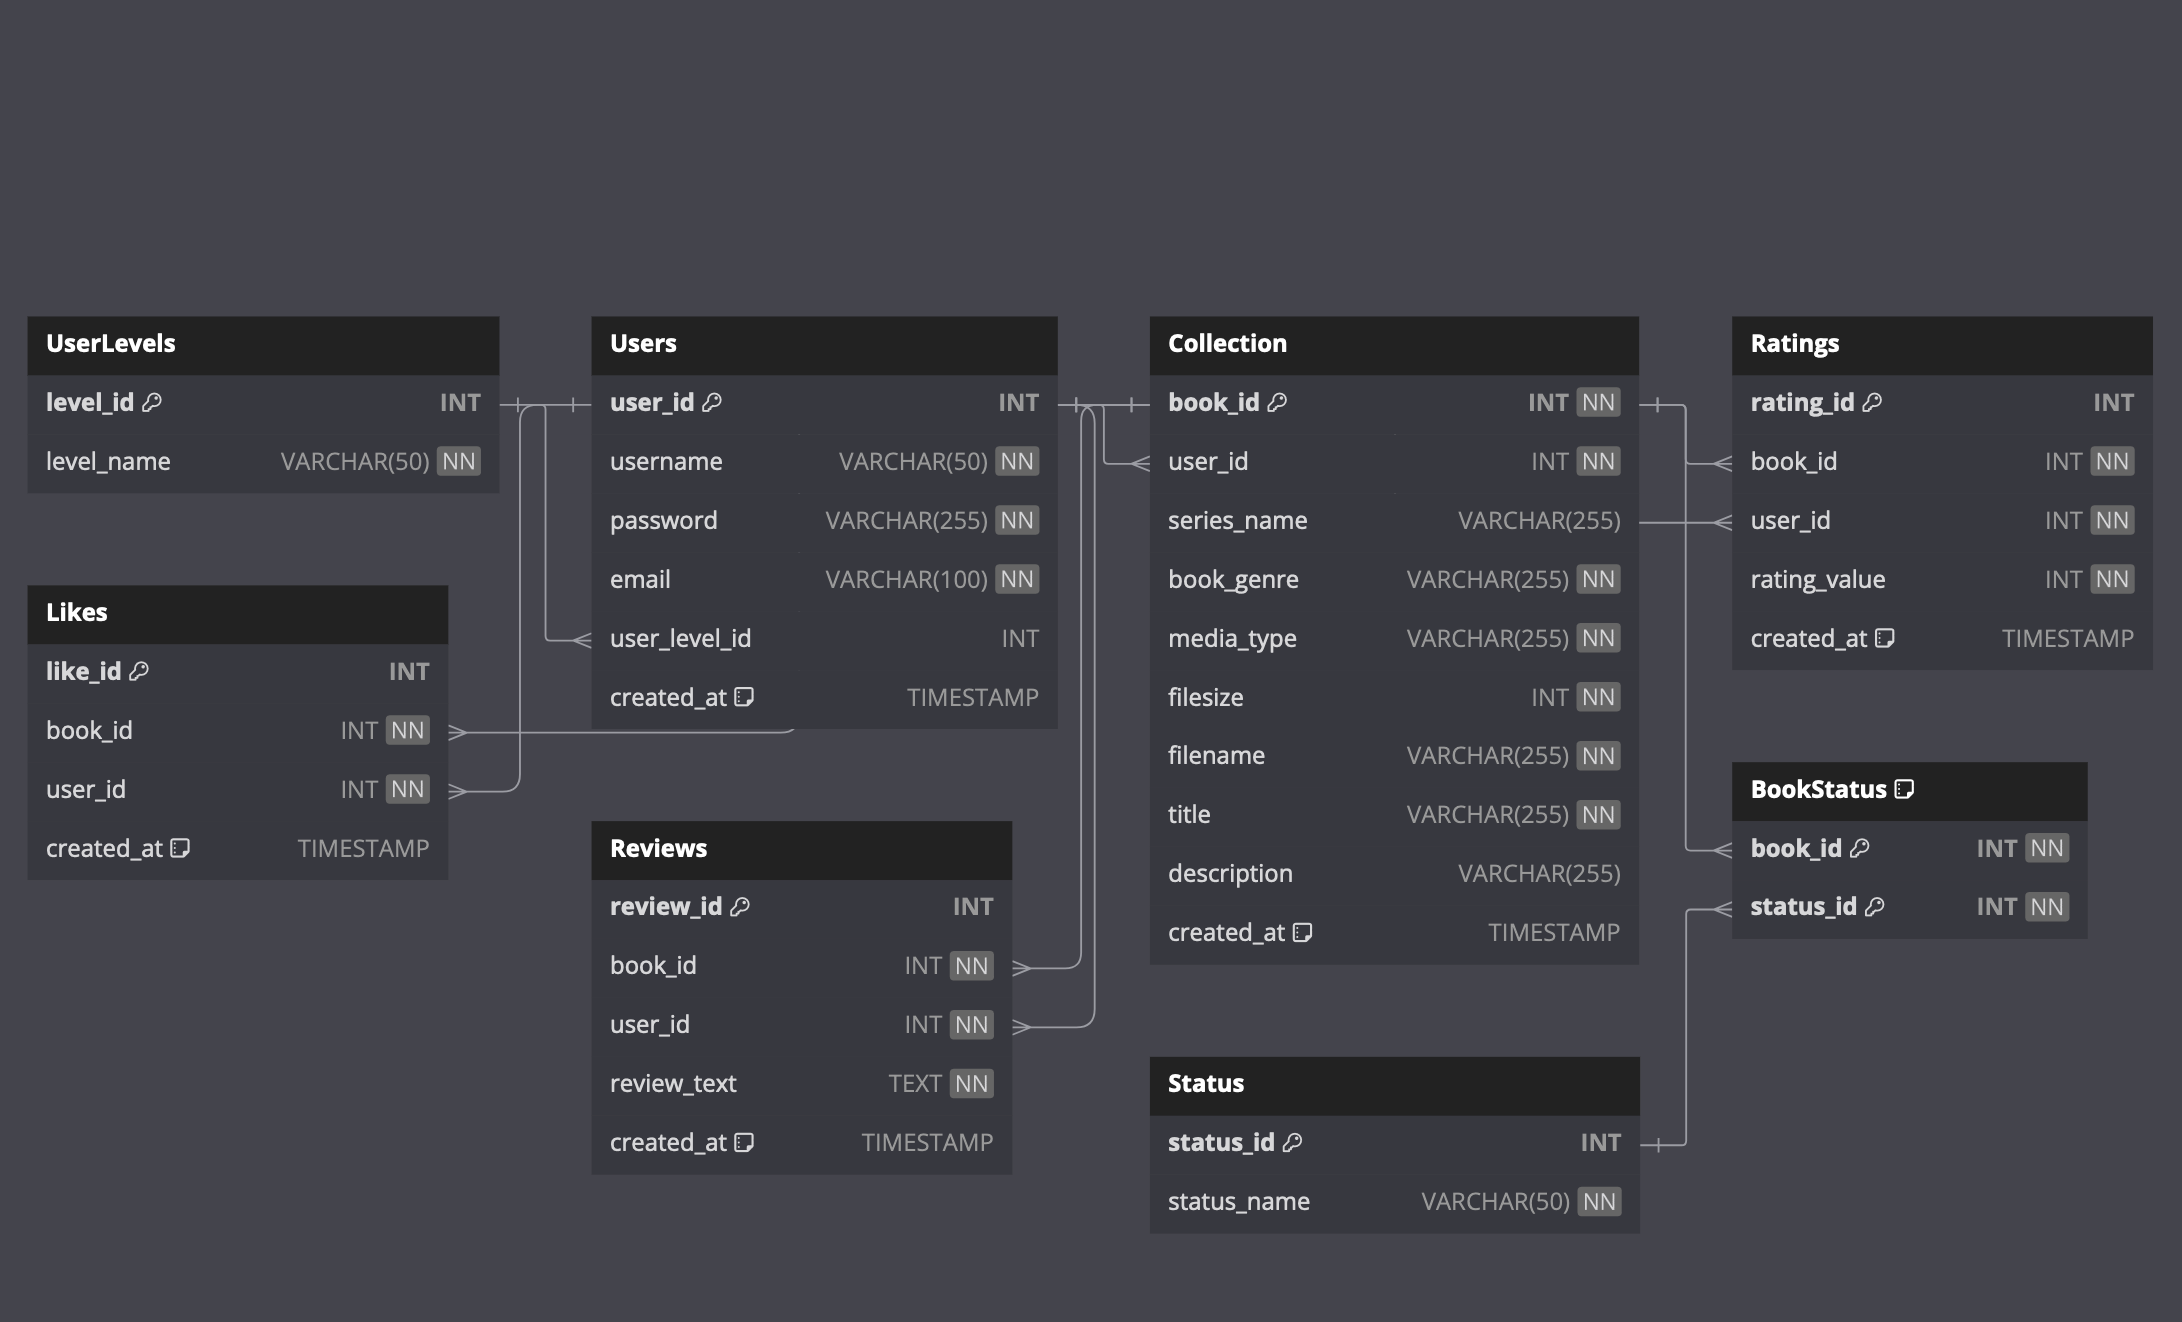 UserLevels
level_id INT
level_name VARCHAR(50) NN
Likes
like_id INT
book_id INT NN
user_id INT NN
created_at TIMESTAMP
Users
user_id INT
username VARCHAR(50) NN
password VARCHAR(255) NN
email VARCHAR(100) NN
user_level_id INT
created_at TIMESTAMP
Reviews
review_id INT
book_id INT NN
user_id INT NN
review_text TEXT NN
created_at TIMESTAMP
Collection
book_id INT NN
user_id INT NN
series_name VARCHAR(255)
book_genre VARCHAR(255) NN
media_type VARCHAR(255) NN
filesize INT NN
filename VARCHAR(255) NN
title VARCHAR(255) NN
description VARCHAR(255)
created_at TIMESTAMP
Status
status_id INT
status_name VARCHAR(50) NN
Ratings
rating_id INT
book_id INT NN
user_id INT NN
rating_value INT NN
created_at TIMESTAMP
BookStatus
book_id INT NN
status_id INT NN